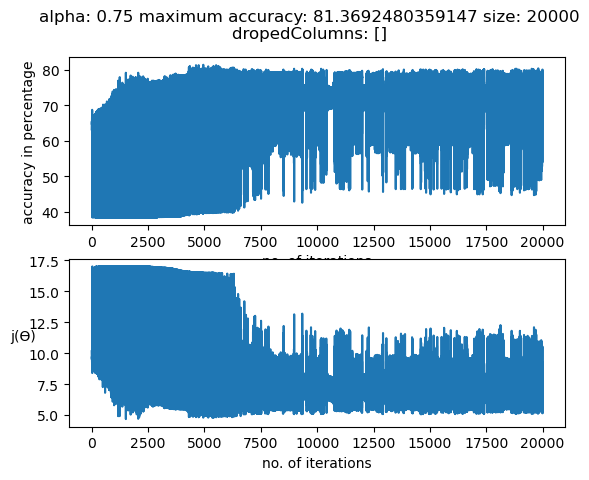 alpha: 0.75 maximum accuracy: 81.3692480359147 size: 20000
dropedColumns: []
accuracy in percentage
80
70
60
50
40
0 2500 5000 7500 10000 12500 15000 17500 20000
no. of iterations
j(Θ)
17.5
15.0
12.5
10.0
7.5
5.0
0 2500 5000 7500 10000 12500 15000 17500 20000
no. of iterations